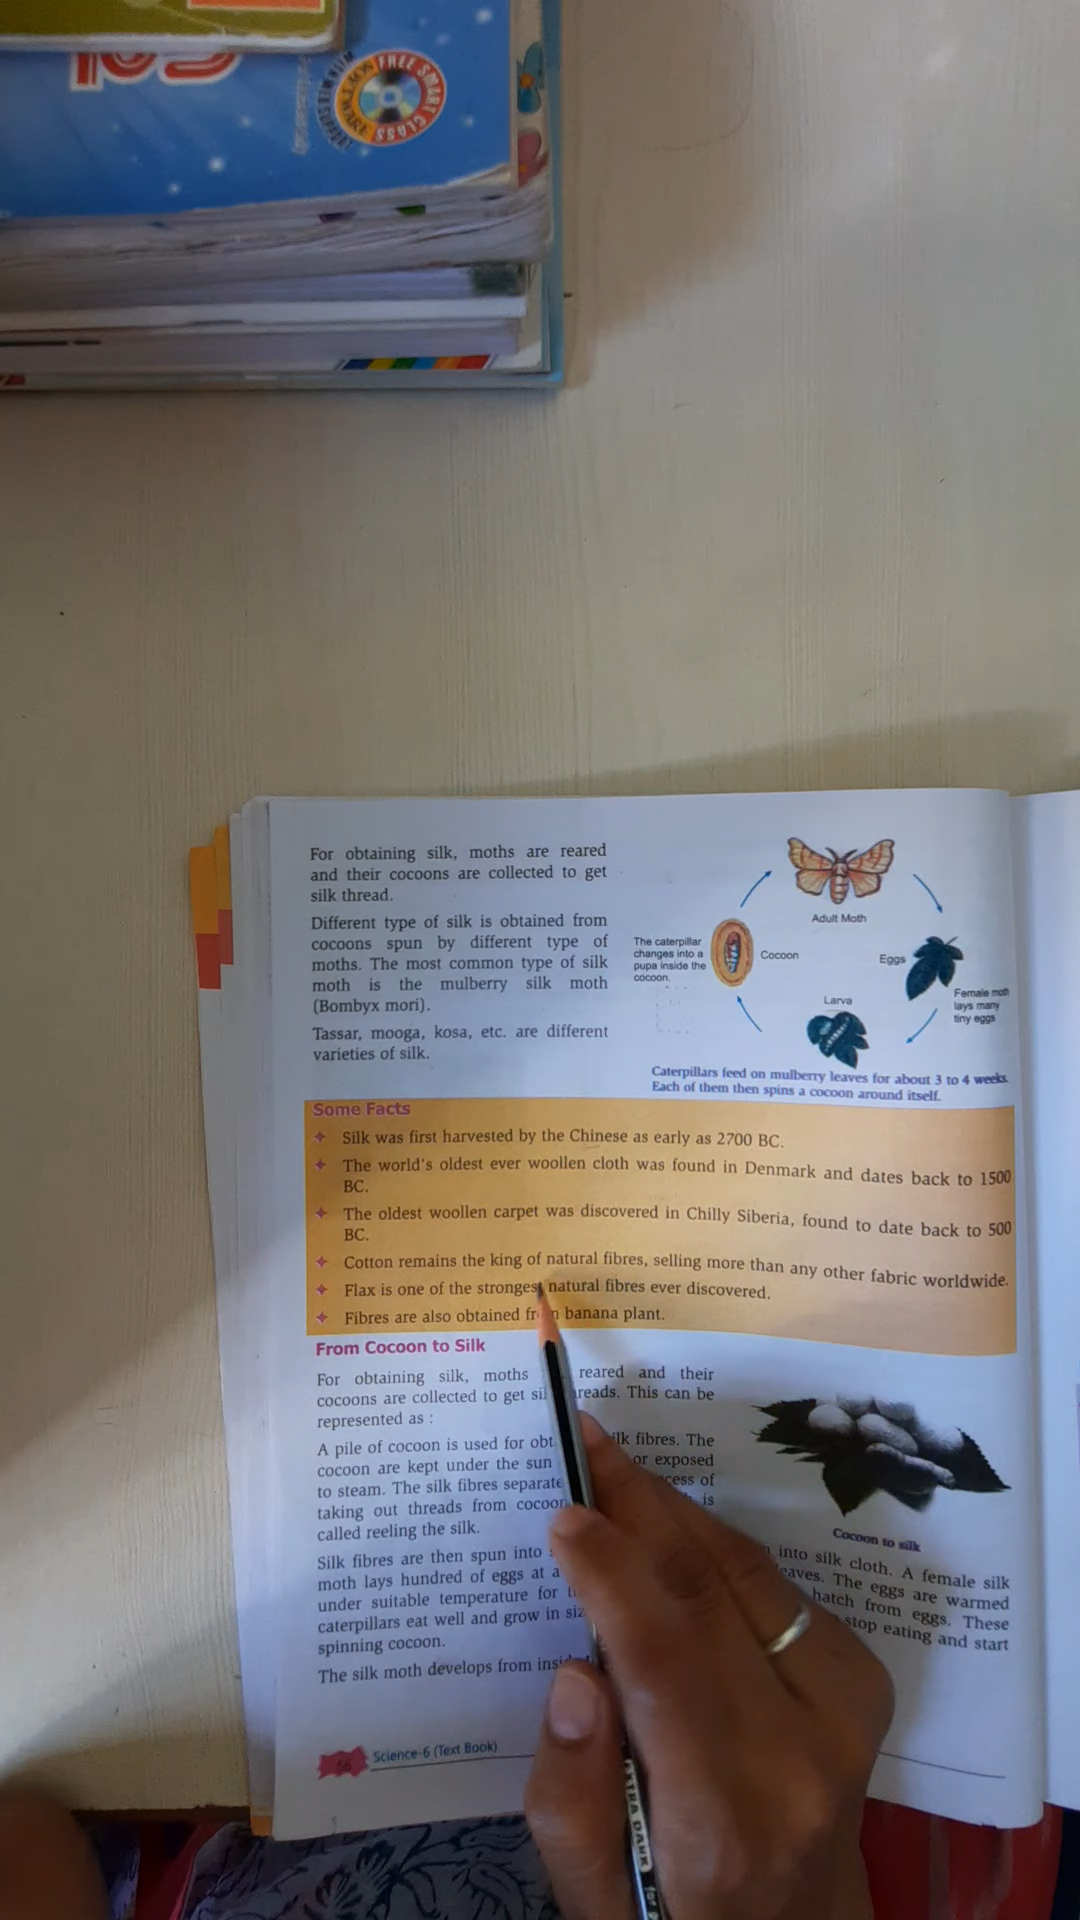 FREE SMART CLASS
SOFTWARE
For obtaining silk, moths are reared
and their cocoons are collected to get
silk thread.
Different type of silk is obtained from
cocoons spun by different type of
moths. The most common type of silk
moth is the mulberry silk moth
(Bombyx mori).
Tassar, mooga, kosa, etc. are different
varieties of silk.
Adult Moth
The caterpillar
changes into a
pupa inside the
cocoon.
Cocoon
Eggs
Female moth
lays many
tiny eggs
Larva
Caterpillars feed on mulberry leaves for about 3 to 4 weeks.
Each of them then spins a cocoon around itself.
Some Facts
Silk was first harvested by the Chinese as early as 2700 BC.
The world's oldest ever woollen cloth was found in Denmark and dates back to 1500
BC.
The oldest woollen carpet was discovered in Chilly Siberia, found to date back to 500
BC.
Cotton remains the king of natural fibres, selling more than any other fabric worldwide.
Flax is one of the strongest natural fibres ever discovered.
Fibres are also obtained from banana plant.
From Cocoon to Silk
For obtaining silk, moths reared and their
cocoons are collected to get silk threads. This can be
represented as :
A pile of cocoon is used for silk fibres. The
cocoon are kept under the sun or exposed
to steam. The silk fibres separate
taking out threads from cocoon is
called reeling the silk.
Cocoon to silk
Silk fibres are then spun into into silk cloth. A female silk
moth lays hundred of eggs at a leaves. The eggs are warmed
under suitable temperature for hatch from eggs. These
caterpillars eat well and grow in stop eating and start
spinning cocoon.
The silk moth develops from
56 Science-6 (Text Book)
EXTRA DARK for